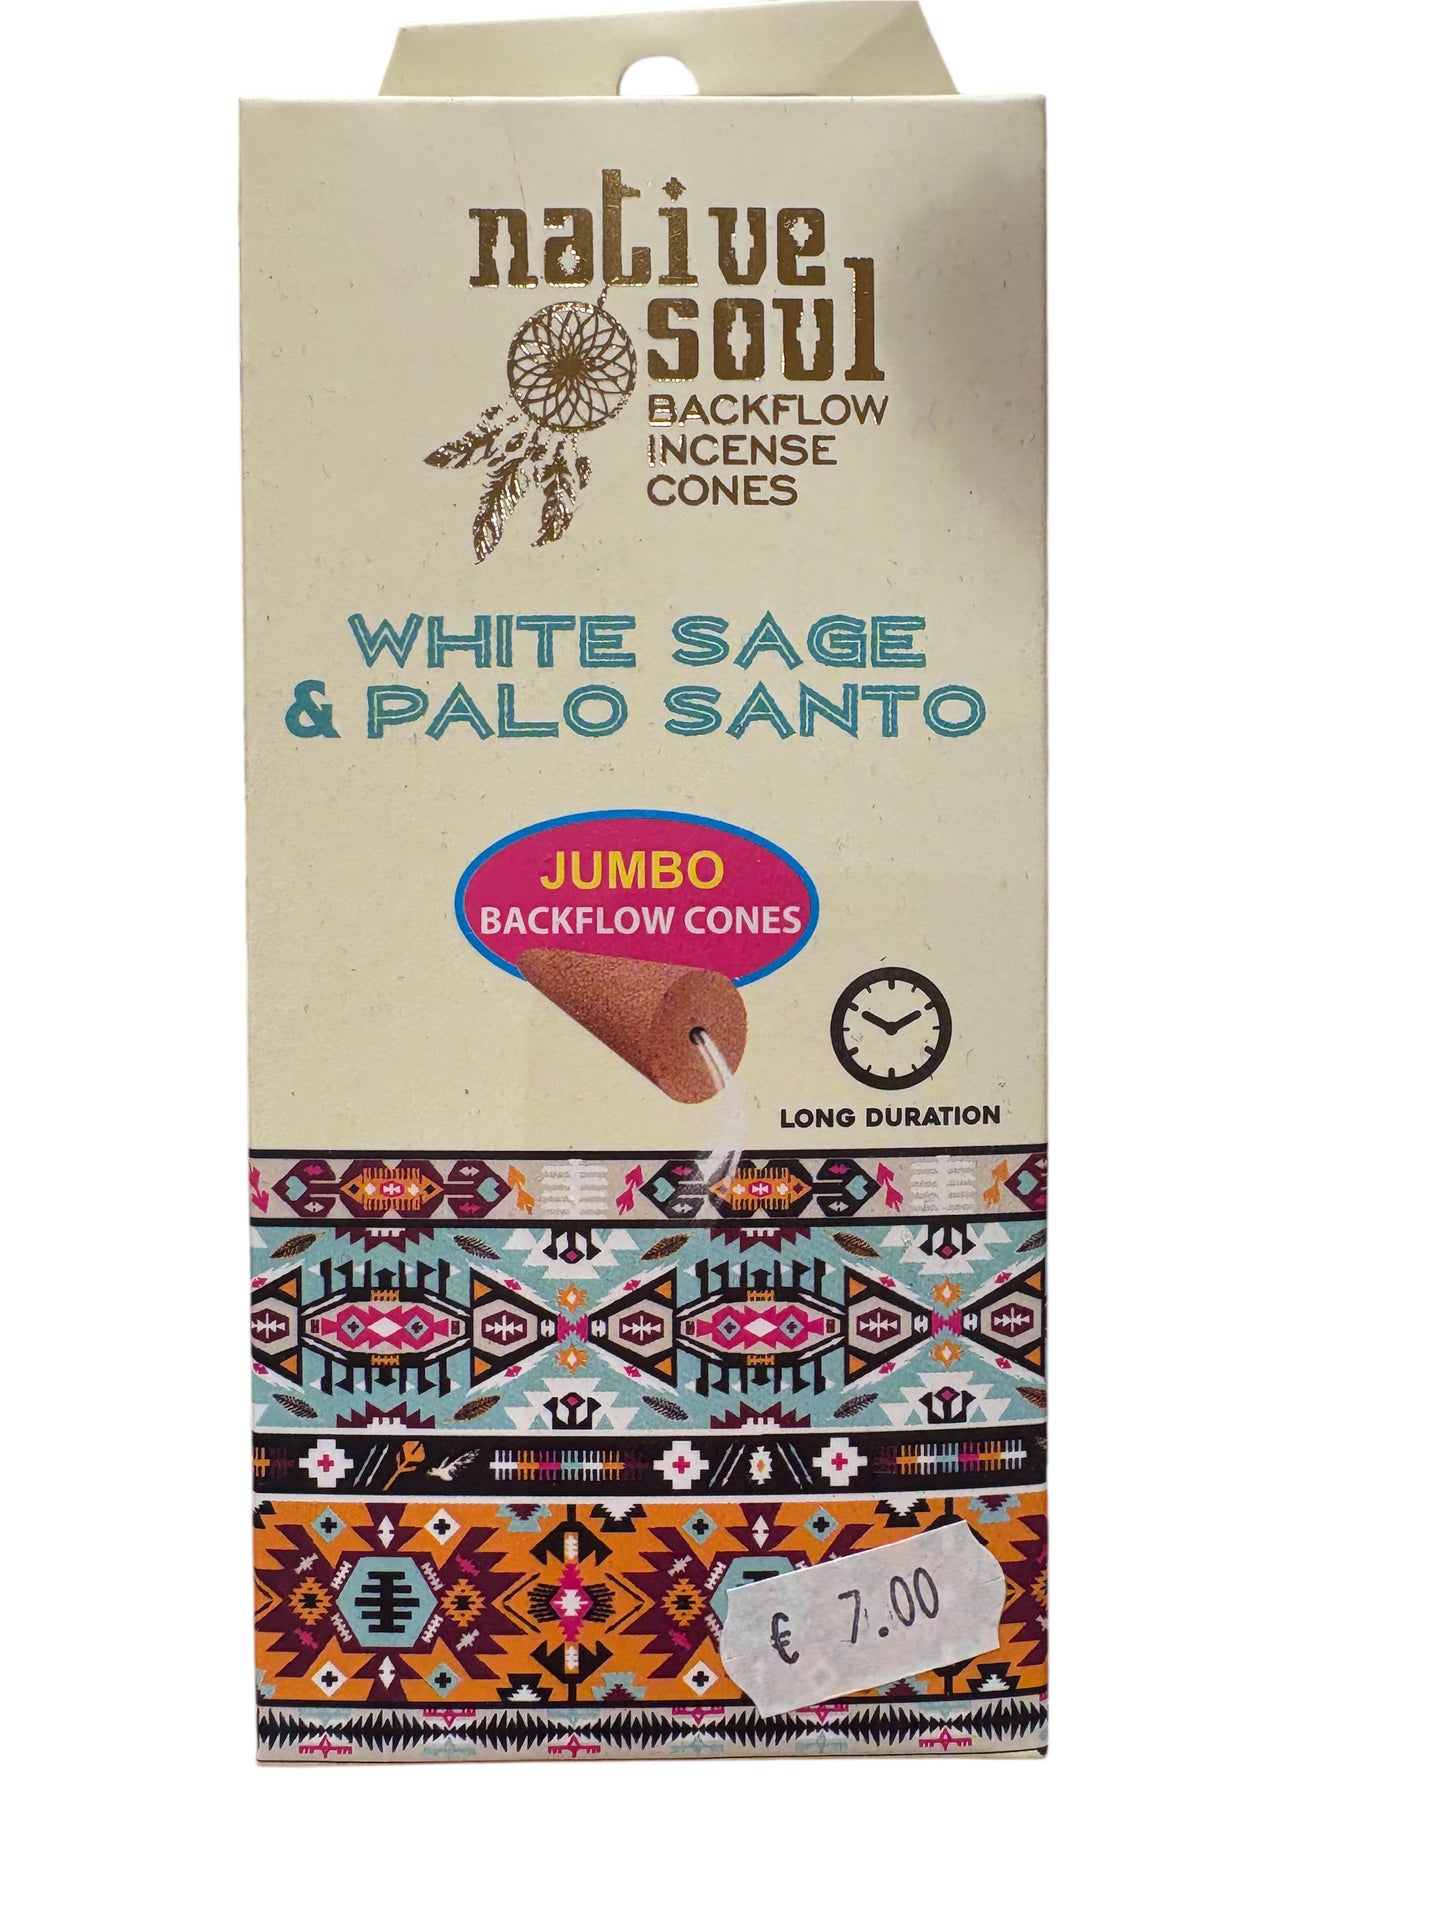 native
soul
BACKFLOW
INCENSE
CONES
WHITE SAGE
& PALO SANTO
JUMBO
BACKFLOW CONES
LONG DURATION
€ 7.00